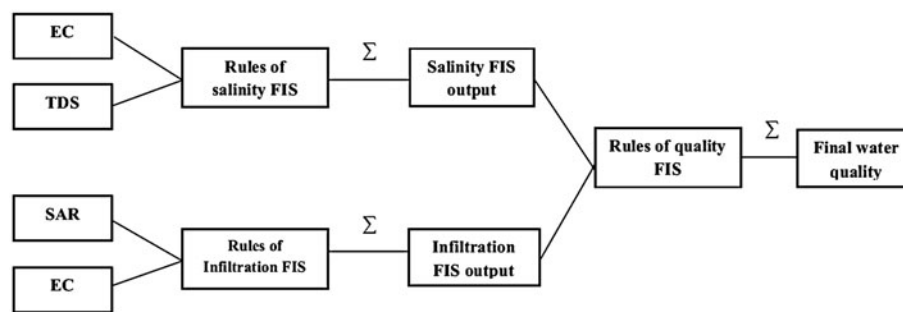 EC
TDS
Rules of
salinity FIS
∑
Salinity FIS
output
SAR
EC
Rules of
Infiltration FIS
∑
Infiltration
FIS output
Rules of quality
FIS
∑
Final water
quality